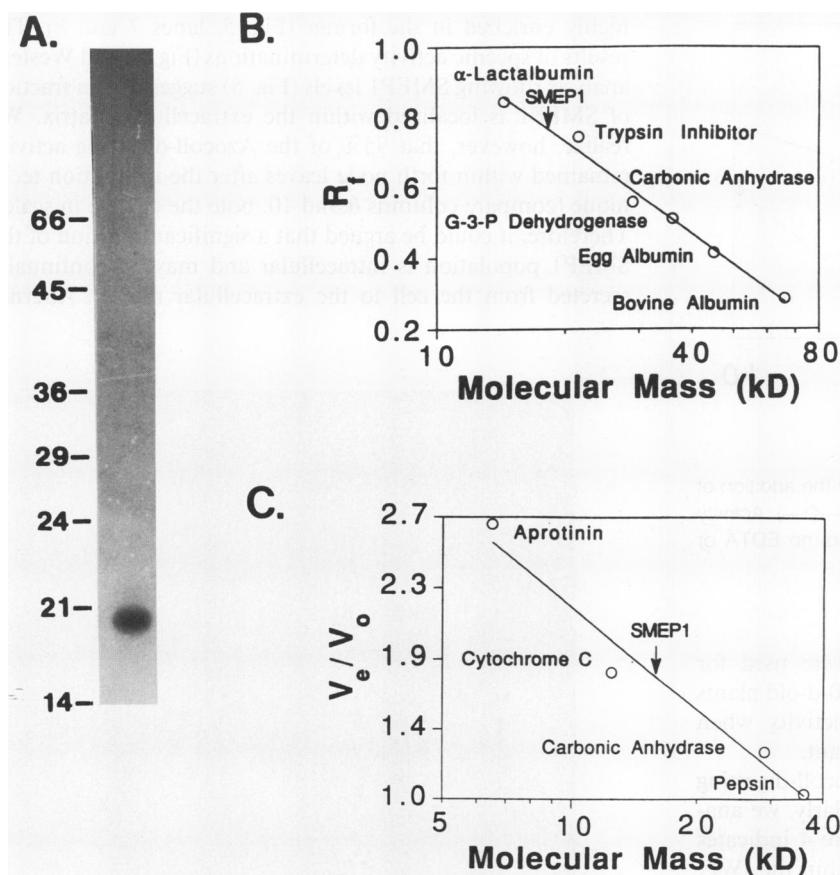 A.
66
45
36
29
24
21
14
B.
1.0
0.8
0.6
0.4
0.2
Rf
α-Lactalbumin
SMEP1
Trypsin Inhibitor
Carbonic Anhydrase
G-3-P Dehydrogenase
Egg Albumin
Bovine Albumin
10
40
80
Molecular Mass (kD)
C.
2.7
2.3
1.9
1.4
1.0
Ve/Vo
Aprotinin
SMEP1
Cytochrome C
Carbonic Anhydrase
Pepsin
5
10
20
40
Molecular Mass (kD)